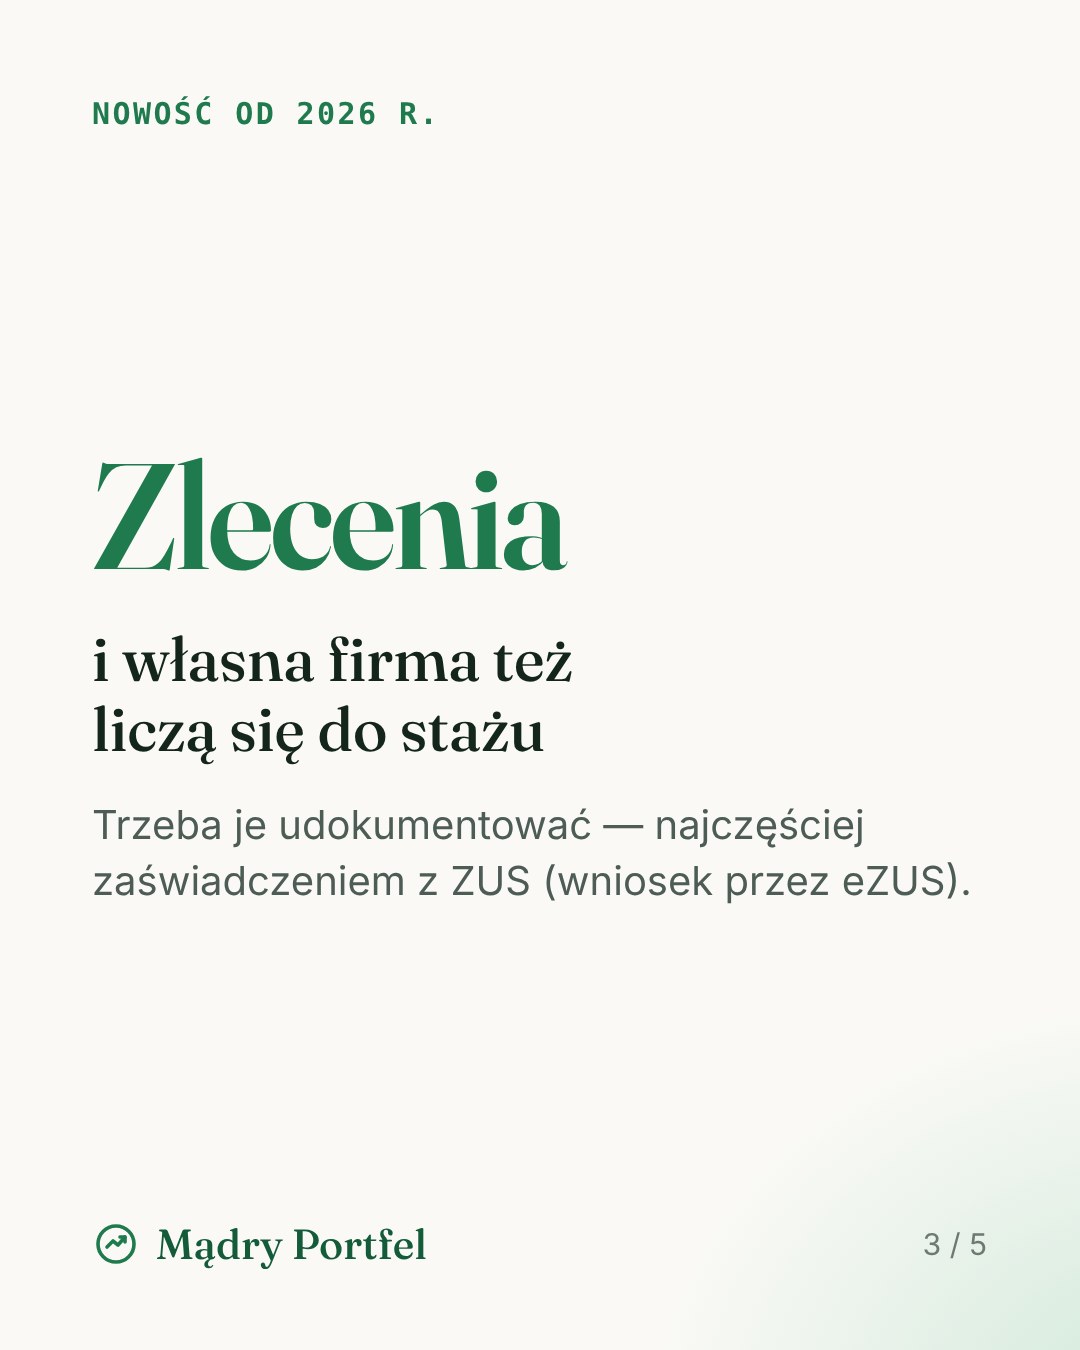 NOWOŚĆ OD 2026 R.
Zlecenia
i własna firma też
liczą się do stażu
Trzeba je udokumentować — najczęściej
zaświadczeniem z ZUS (wniosek przez eZUS).
Mądry Portfel
3 / 5